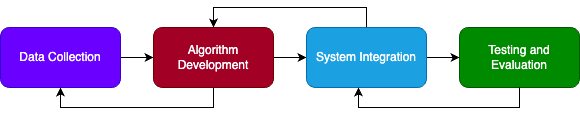 Data Collection
Algorithm
Development
System Integration
Testing and
Evaluation